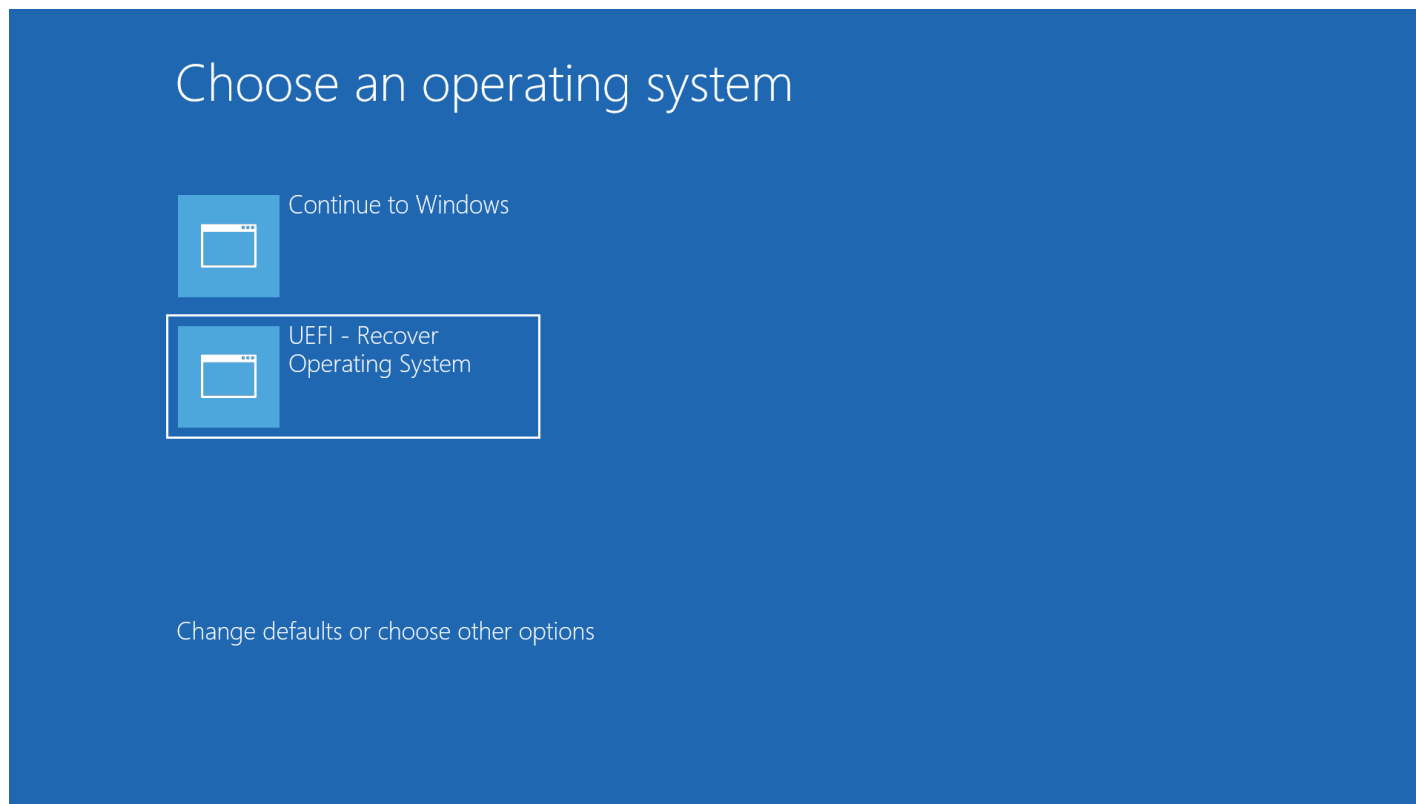 Choose an operating system
Continue to Windows
UEFI - Recover
Operating System
Change defaults or choose other options